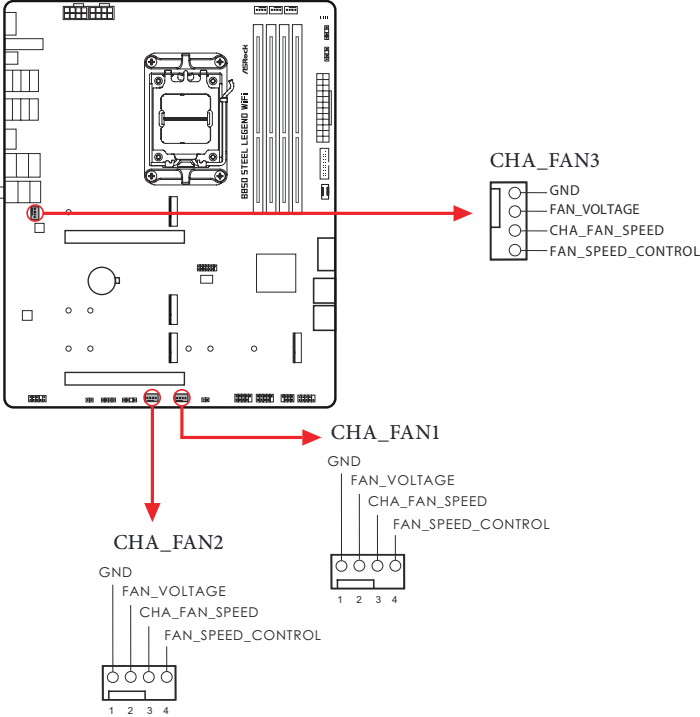 ASRock
B850 STEEL LEGEND WiFi
CHA_FAN3
GND
FAN_VOLTAGE
CHA_FAN_SPEED
FAN_SPEED_CONTROL
CHA_FAN1
GND
FAN_VOLTAGE
CHA_FAN_SPEED
FAN_SPEED_CONTROL
1 2 3 4
CHA_FAN2
GND
FAN_VOLTAGE
CHA_FAN_SPEED
FAN_SPEED_CONTROL
1 2 3 4